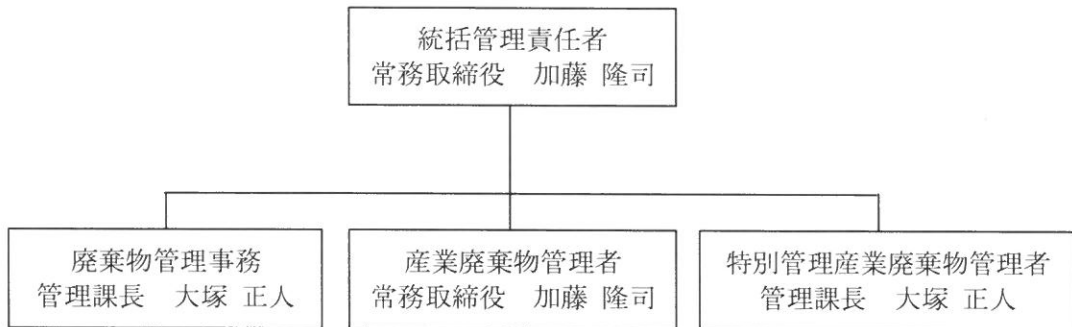 統括管理責任者
常務取締役　加藤 隆司
廃棄物管理事務
管理課長　大塚 正人
産業廃棄物管理者
常務取締役　加藤 隆司
特別管理産業廃棄物管理者
管理課長　大塚 正人